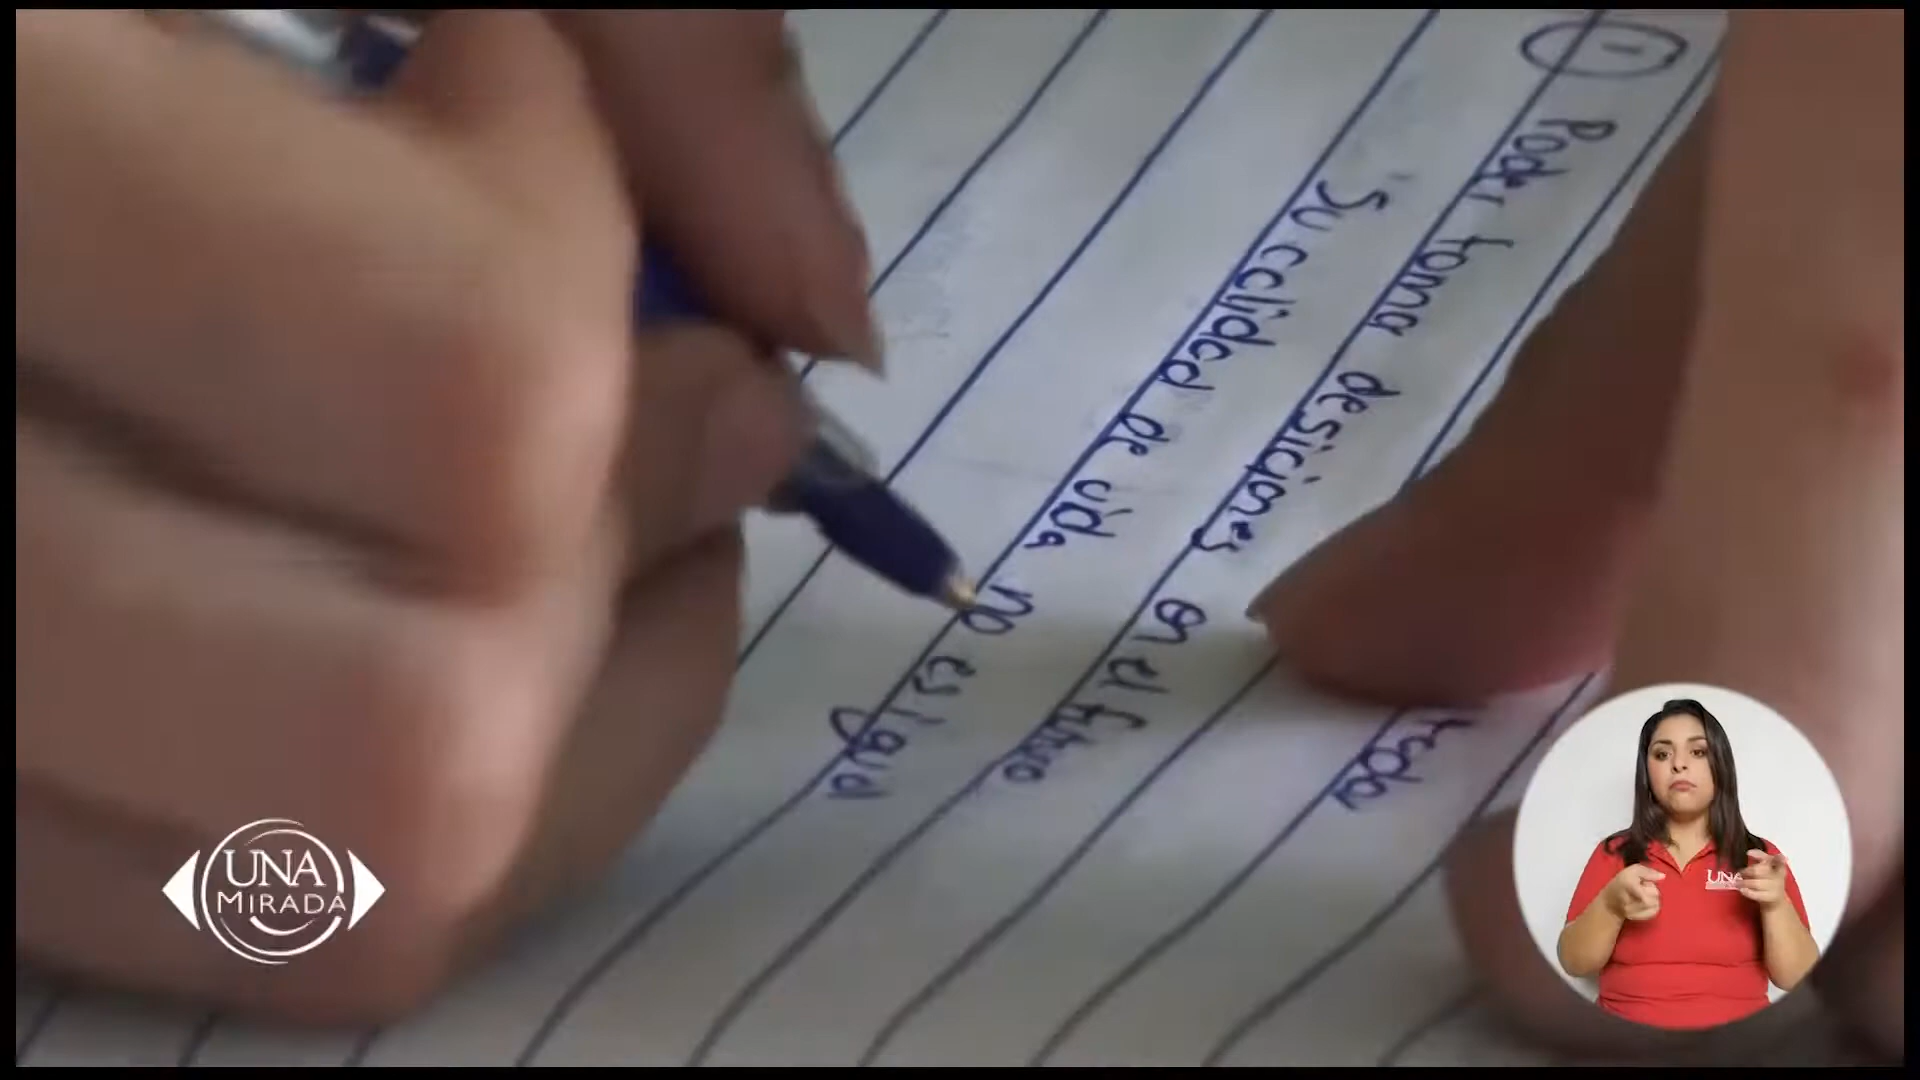 ①
Poder toma desiciones en el futuro
"Su calidad de vida no es igual
UNA
MIRADA
UNA